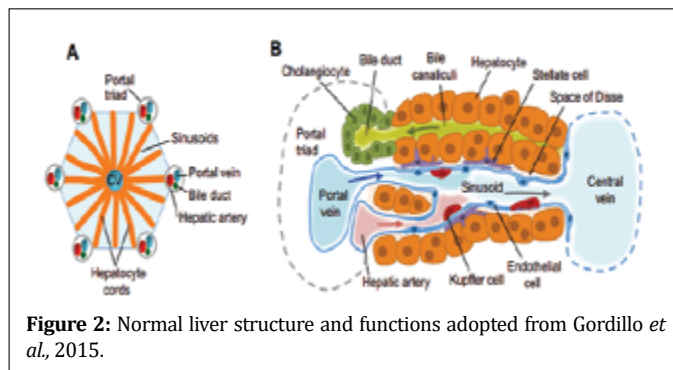 A
Portal
triad
Sinusoids
CV
Portal vein
Bile duct
Hepatic artery
Hepatocyte
cords
B
Cholangiocyte
Bile duct
Bile
canaliculi
Hepatocyte
Stellate cell
Space of Disse
Portal
triad
Portal
vein
Sinusoid
Central
vein
Hepatic artery
Kupffer cell
Endothelial
cell
Figure 2: Normal liver structure and functions adopted from Gordillo et
al., 2015.